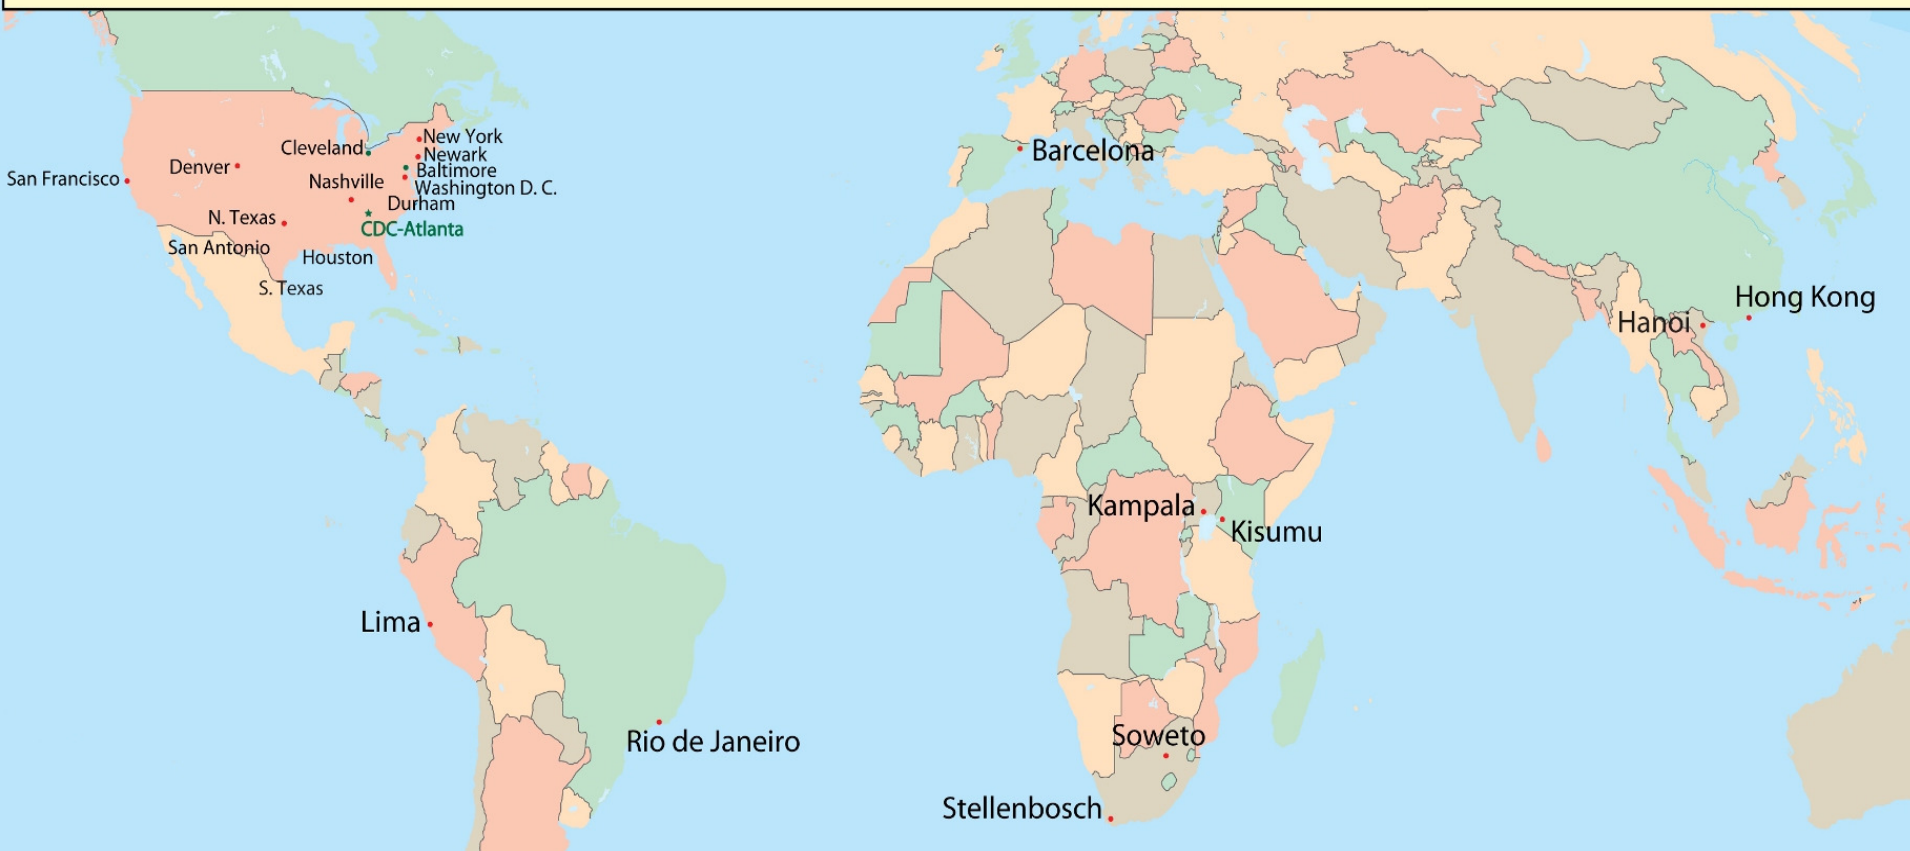 New York
Cleveland
Newark
Barcelona
Denver
Baltimore
San Francisco
Nashville
Washington D. C.
Durham
N. Texas
CDC-Atlanta
San Antonio
Houston
S. Texas
Hong Kong
Hanoi
Kampala
Kisumu
Lima
Rio de Janeiro
Soweto
Stellenbosch